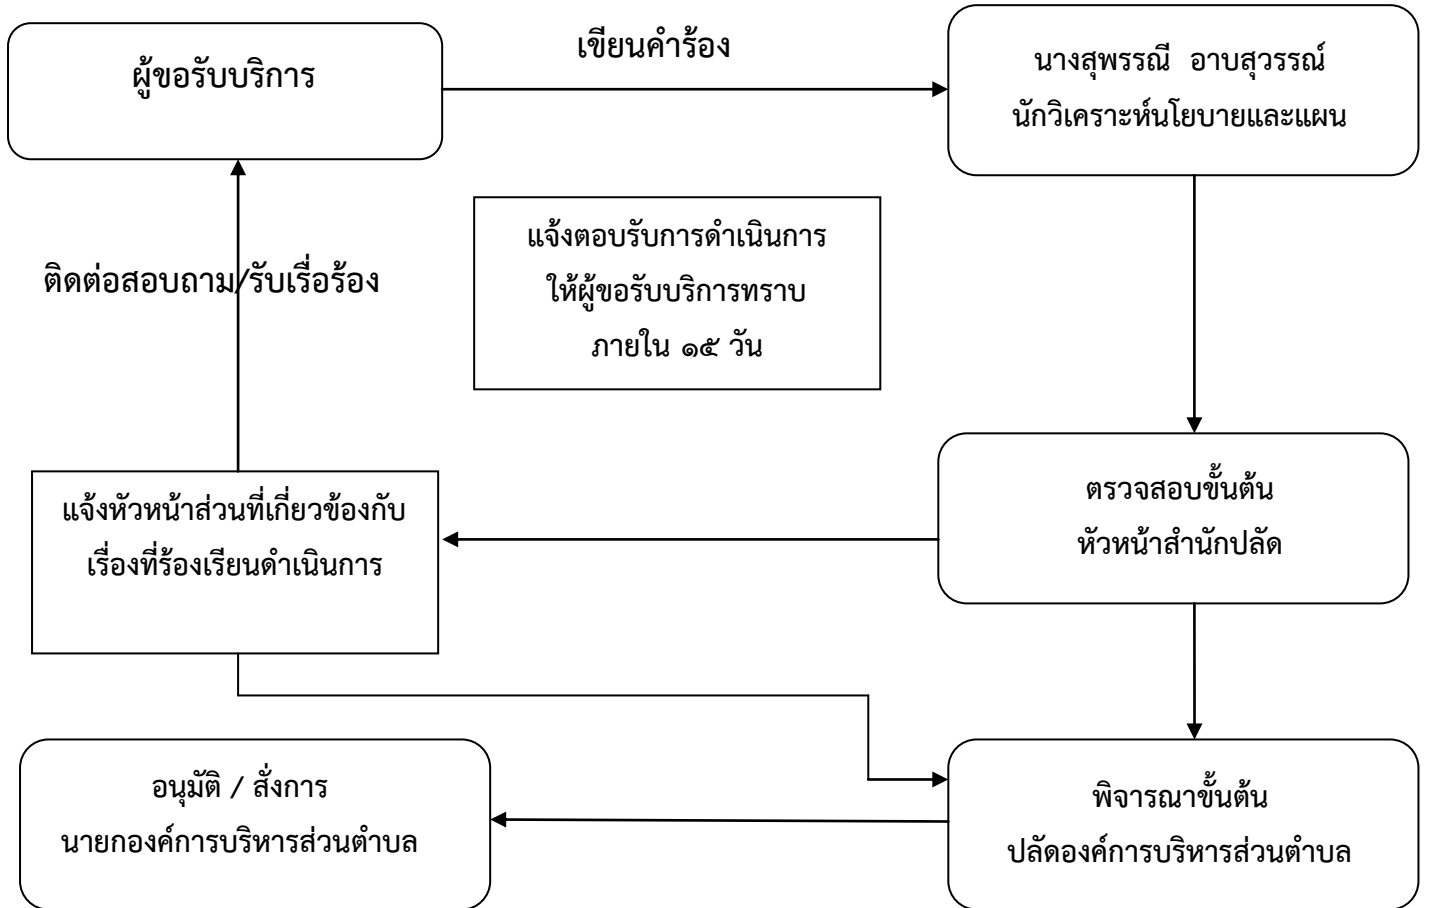 ผู้ขอรับบริการ
เขียนคำร้อง
นางสุพรรณี อาบสุวรรณ์
นักวิเคราะห์นโยบายและแผน
แจ้งตอบรับการดำเนินการ
ให้ผู้ขอรับบริการทราบ
ภายใน ๑๕ วัน
ติดต่อสอบถาม/รับเรื่อร้อง
ตรวจสอบขั้นต้น
หัวหน้าสำนักปลัด
แจ้งหัวหน้าส่วนที่เกี่ยวข้องกับ
เรื่องที่ร้องเรียนดำเนินการ
พิจารณาขั้นต้น
ปลัดองค์การบริหารส่วนตำบล
อนุมัติ / สั่งการ
นายกองค์การบริหารส่วนตำบล